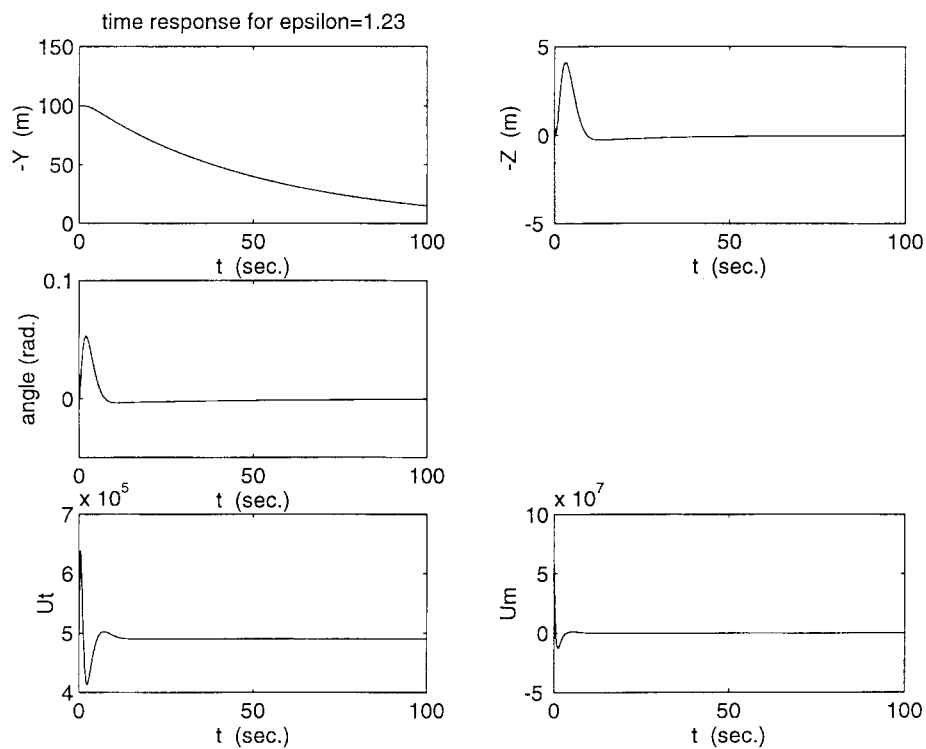 time response for epsilon=1.23
150
100
50
0
-Y (m)
0 50 100
t (sec.)
5
0
-5
-Z (m)
0 50 100
t (sec.)
0.1
0
angle (rad.)
0 50 100
t (sec.)
x 10^5
7
6
5
4
Ut
0 50 100
t (sec.)
x 10^7
10
5
0
-5
Um
0 50 100
t (sec.)